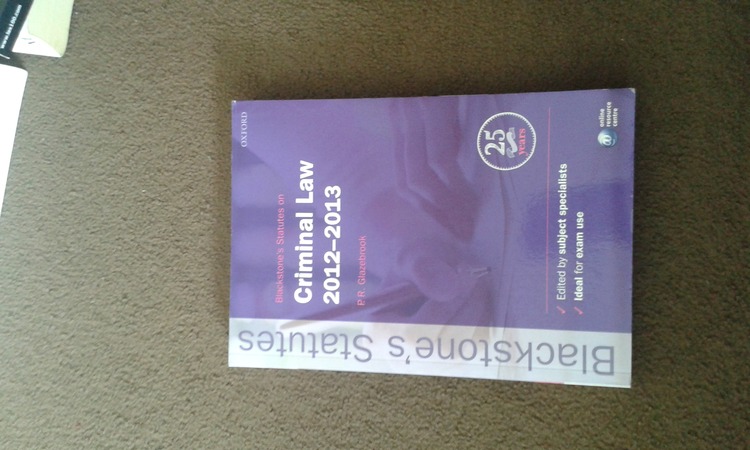 OXFORD
Blackstone's Statutes on
Criminal Law
2012–2013
P. R. Glazebrook
25
years
✓ Edited by subject specialists
✓ Ideal for exam use
online
resource
centre
Blackstone's Statutes